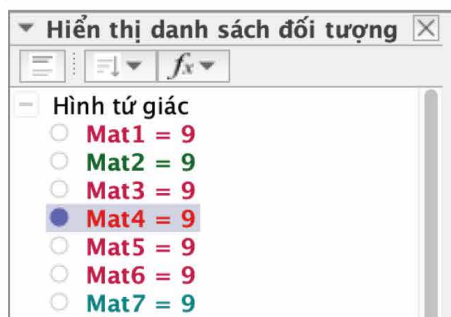 Hiển thị danh sách đối tượng
fx
Hình tứ giác
Mat1 = 9
Mat2 = 9
Mat3 = 9
Mat4 = 9
Mat5 = 9
Mat6 = 9
Mat7 = 9